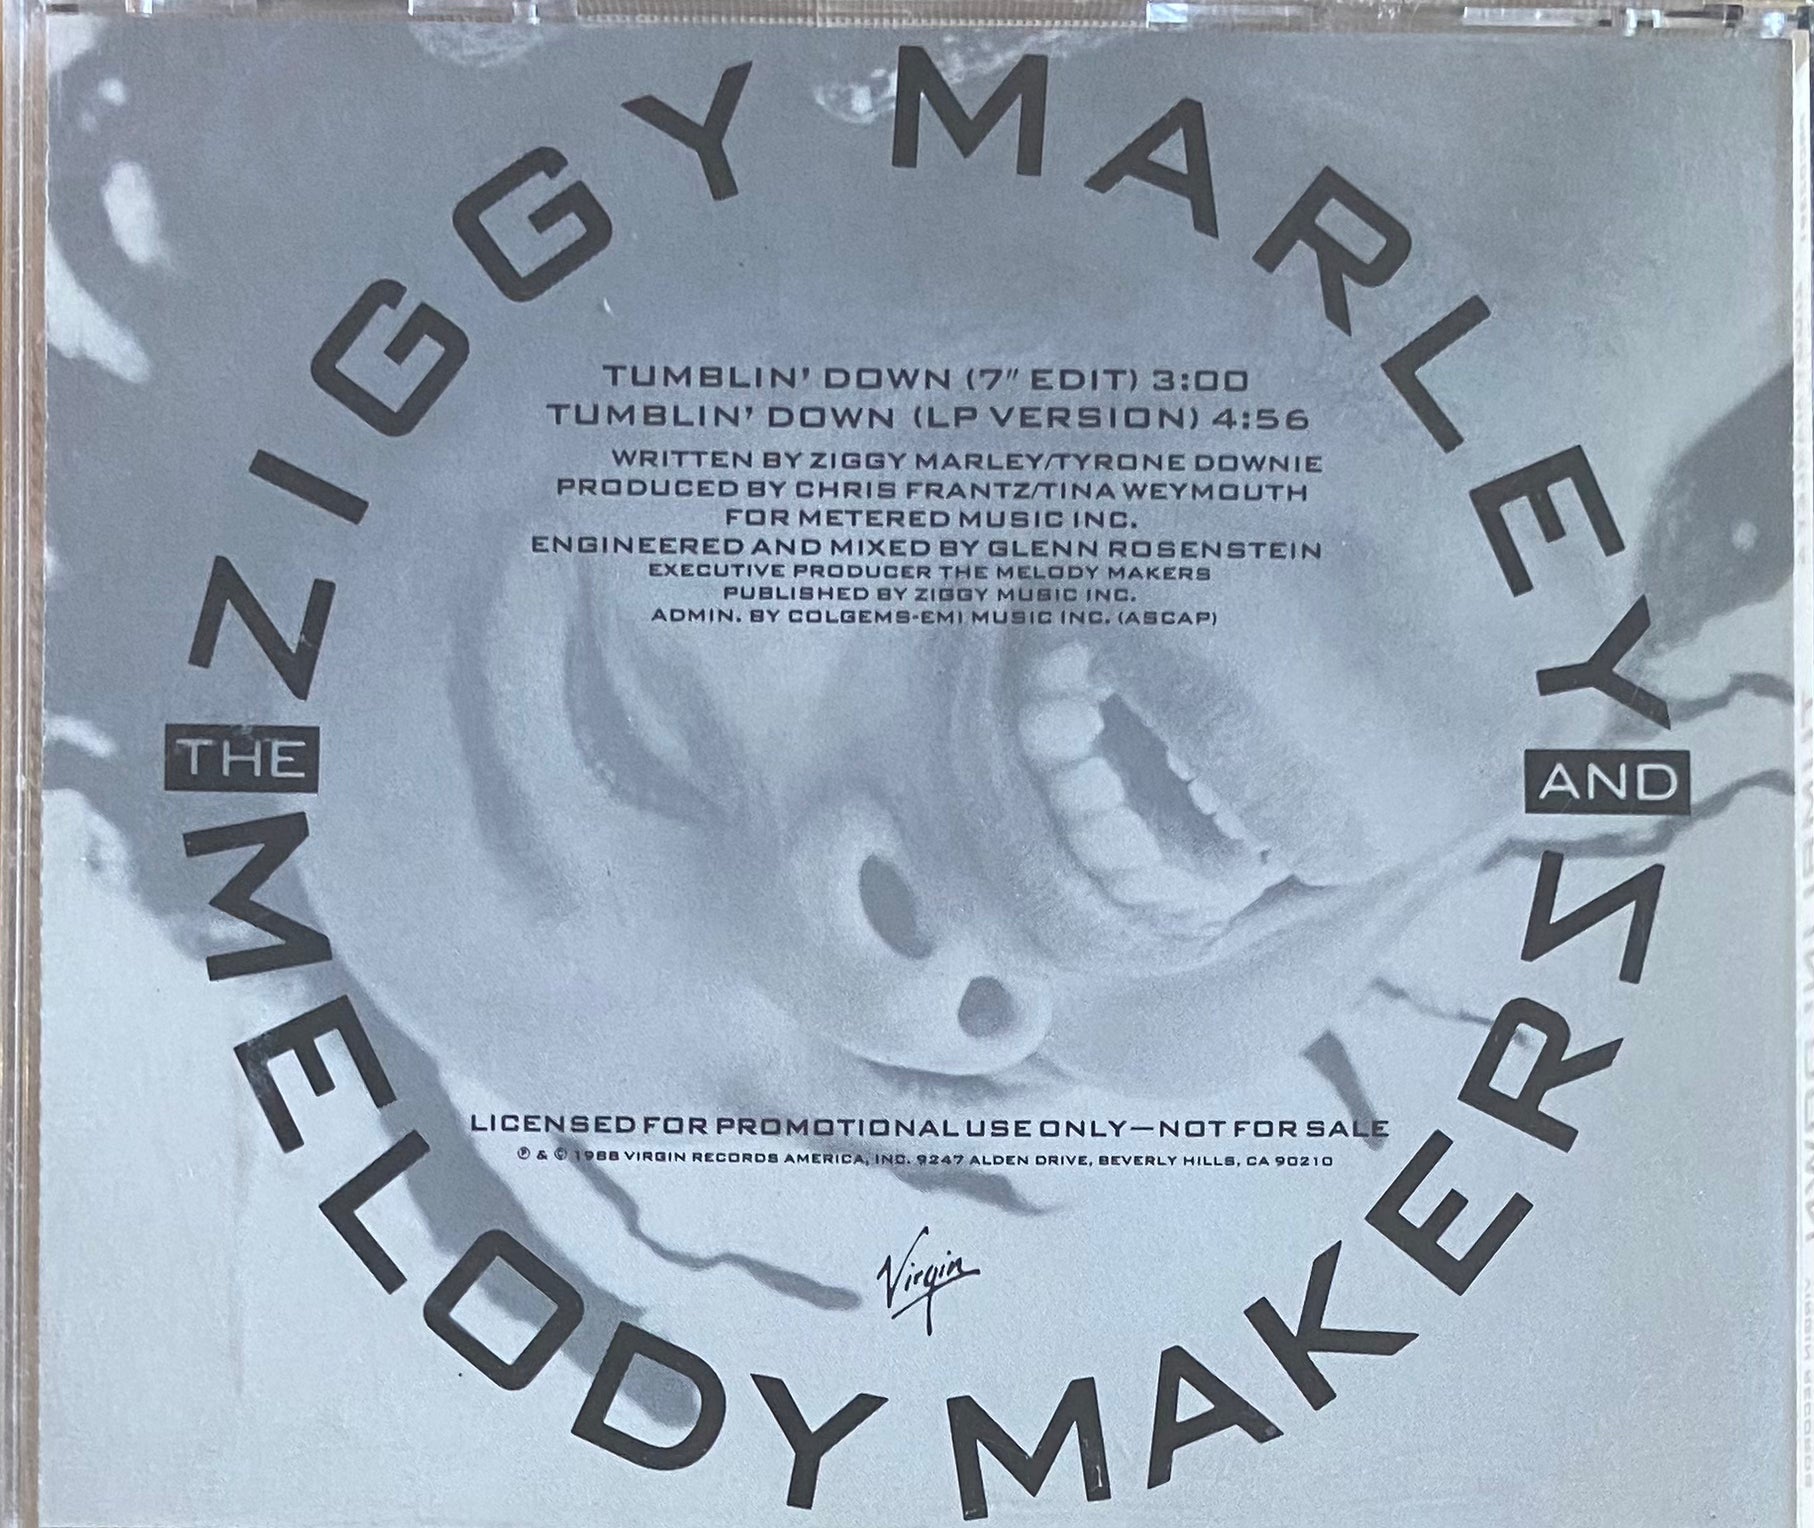 ZIGGY MARLEY
AND
THE
MELODY MAKERS
TUMBLIN' DOWN (7" EDIT) 3:00
TUMBLIN' DOWN (LP VERSION) 4:56
WRITTEN BY ZIGGY MARLEY/TYRONE DOWNIE
PRODUCED BY CHRIS FRANTZ/TINA WEYMOUTH
FOR METERED MUSIC INC.
ENGINEERED AND MIXED BY GLENN ROSENSTEIN
EXECUTIVE PRODUCER THE MELODY MAKERS
PUBLISHED BY ZIGGY MUSIC INC.
ADMIN. BY COLGEMS-EMI MUSIC INC. (ASCAP)
LICENSED FOR PROMOTIONAL USE ONLY—NOT FOR SALE
℗ & © 1988 VIRGIN RECORDS AMERICA, INC. 9247 ALDEN DRIVE, BEVERLY HILLS, CA 90210
Virgin